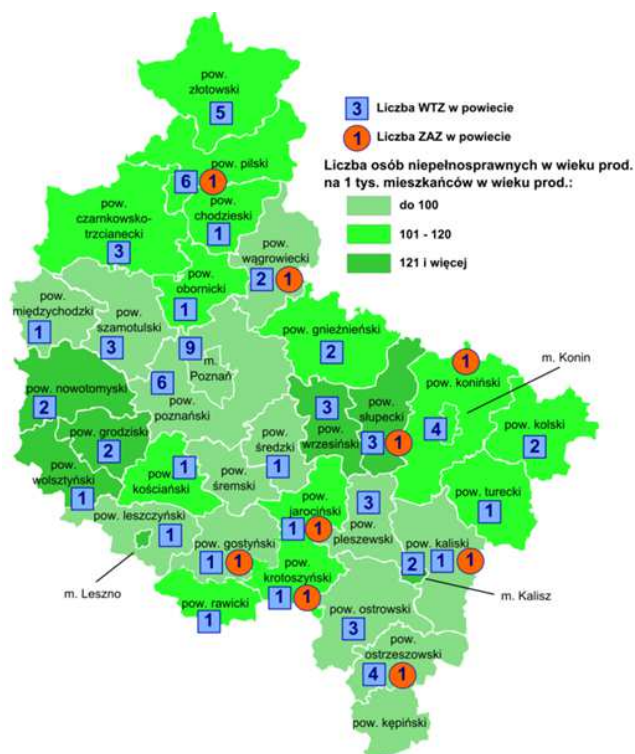 pow.
złotowski
5
3
Liczba WTZ w powiecie
1
Liczba ZAZ w powiecie
Liczba osób niepełnosprawnych w wieku prod.
na 1 tys. mieszkańców w wieku prod.:
do 100
101 - 120
121 i więcej
pow. pilski
6
1
pow.
chodzieski
1
pow.
czarnkowsko-
trzcianecki
3
pow.
wągrowiecki
2
1
pow.
obornicki
1
pow.
międzychodzki
1
pow.
szamotulski
3
9
m.
Poznań
6
pow.
poznański
pow. gnieźnieński
2
1
pow. koniński
4
m. Konin
pow. nowotomyski
2
pow. grodziski
2
pow.
wolsztyński
1
3
pow.
wrzesiński
pow.
słupecki
3
1
pow. kolski
2
pow.
średzki
1
1
pow.
kościański
pow.
śremski
pow. turecki
1
pow.
jarociński
1
1
3
pow.
pleszewski
pow. leszczyński
1
m. Leszno
pow. gostyński
1
1
pow. kaliski
2
1
1
m. Kalisz
pow.
krotoszyński
1
1
pow. rawicki
1
pow. ostrowski
3
pow.
ostrzeszowski
4
1
pow. kępiński